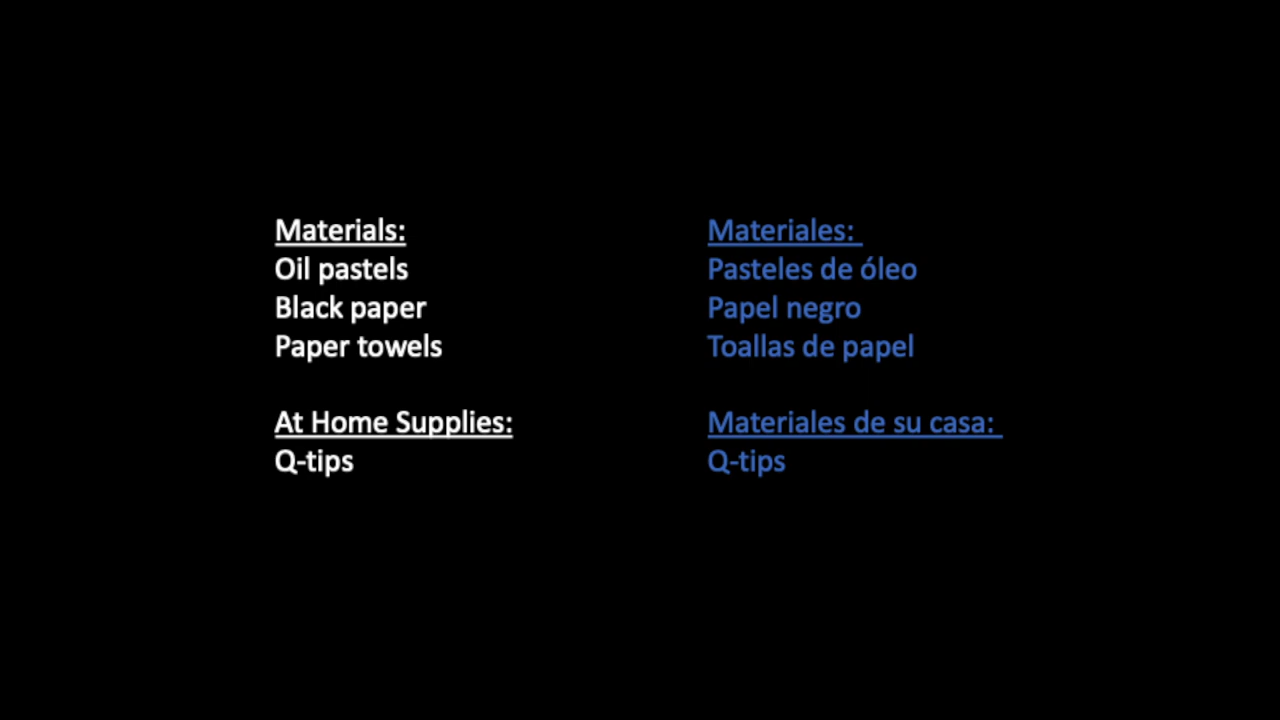 Materials:
Oil pastels
Black paper
Paper towels
At Home Supplies:
Q-tips
Materiales:
Pasteles de óleo
Papel negro
Toallas de papel
Materiales de su casa:
Q-tips